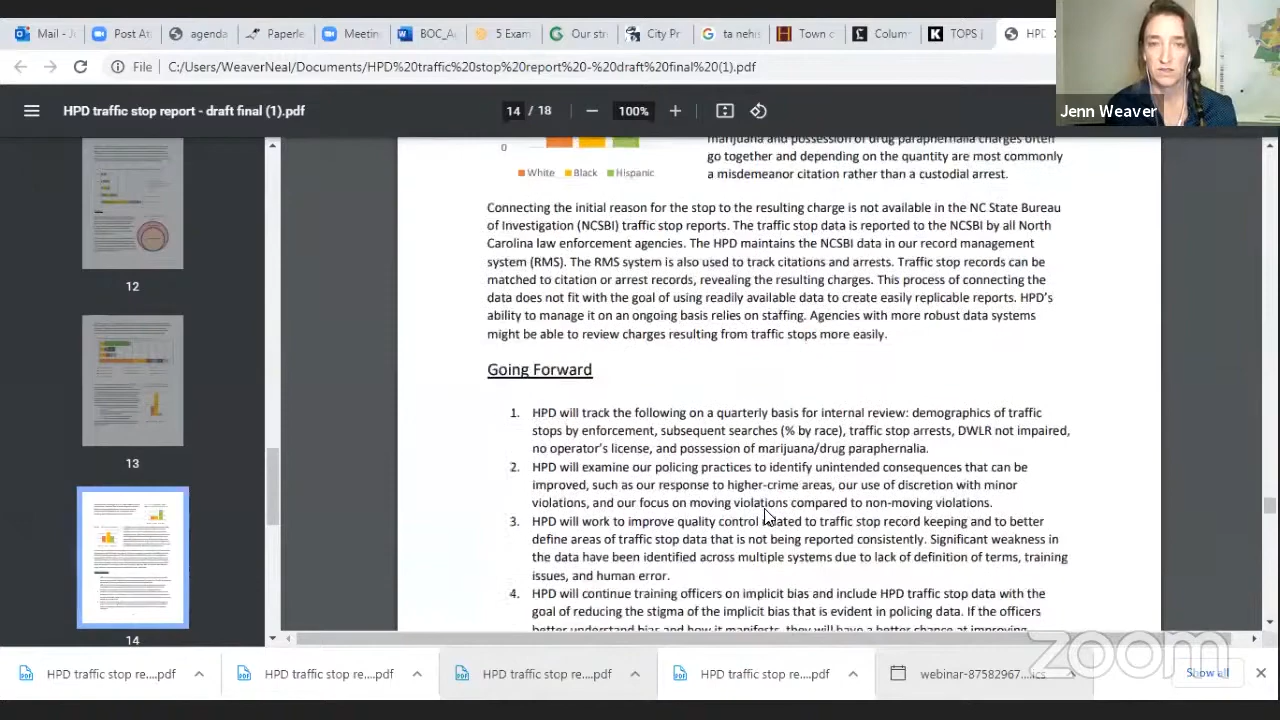 Mail - J
Post At
agenda
Paperle
Meeting
BOC_A
5 Exam
Our str
City Pr
ta nehis
Town c
Colum
TOPS |
HPD
File | C:/Users/WeaverNeal/Documents/HPD%20traffic%20stop%20report%20-%20draft%20final%20(1).pdf
HPD traffic stop report - draft final (1).pdf
14 / 18
100%
Jenn Weaver
12
13
14
0
White Black Hispanic
marijuana and possession of drug paraphernalia charges often
go together and depending on the quantity are most commonly
a misdemeanor citation rather than a custodial arrest.
Connecting the initial reason for the stop to the resulting charge is not available in the NC State Bureau
of Investigation (NCSBI) traffic stop reports. The traffic stop data is reported to the NCSBI by all North
Carolina law enforcement agencies. The HPD maintains the NCSBI data in our record management
system (RMS). The RMS system is also used to track citations and arrests. Traffic stop records can be
matched to citation or arrest records, revealing the resulting charges. This process of connecting the
data does not fit with the goal of using readily available data to create easily replicable reports. HPD's
ability to manage it on an ongoing basis relies on staffing. Agencies with more robust data systems
might be able to review charges resulting from traffic stops more easily.
Going Forward
1. HPD will track the following on a quarterly basis for internal review: demographics of traffic
stops by enforcement, subsequent searches (% by race), traffic stop arrests, DWLR not impaired,
no operator's license, and possession of marijuana/drug paraphernalia.
2. HPD will examine our policing practices to identify unintended consequences that can be
improved, such as our response to higher-crime areas, our use of discretion with minor
violations, and our focus on moving violations compared to non-moving violations.
3. HPD will work to improve quality control related to traffic stop record keeping and to better
define areas of traffic stop data that is not being reported consistently. Significant weakness in
the data have been identified across multiple systems due to lack of definition of terms, training
issues, and human error.
4. HPD will continue training officers on implicit bias and include HPD traffic stop data with the
goal of reducing the stigma of the implicit bias that is evident in policing data. If the officers
better understand bias and how it manifests, they will have a better chance at improving
zoom
HPD traffic stop re....pdf
HPD traffic stop re....pdf
HPD traffic stop re....pdf
HPD traffic stop re....pdf
webinar-87582967....ics
Show all